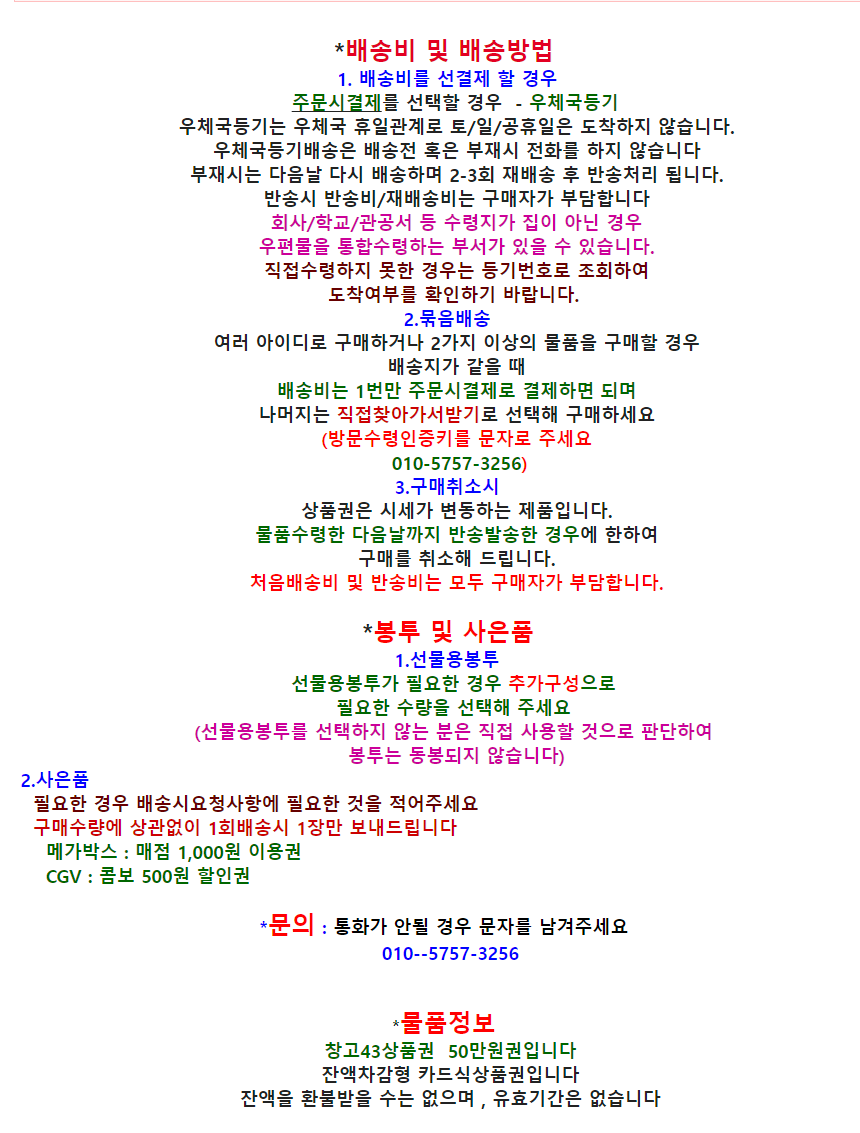 *배송비 및 배송방법
1. 배송비를 선결제 할 경우
주문시결제를 선택할 경우 - 우체국등기
우체국등기는 우체국 휴일관계로 토/일/공휴일은 도착하지 않습니다.
우체국등기배송은 배송전 혹은 부재시 전화를 하지 않습니다
부재시는 다음날 다시 배송하며 2-3회 재배송 후 반송처리 됩니다.
반송시 반송비/재배송비는 구매자가 부담합니다
회사/학교/관공서 등 수령지가 집이 아닌 경우
우편물을 통합수령하는 부서가 있을 수 있습니다.
직접수령하지 못한 경우는 등기번호로 조회하여
도착여부를 확인하기 바랍니다.
2.묶음배송
여러 아이디로 구매하거나 2가지 이상의 물품을 구매할 경우
배송지가 같을 때
배송비는 1번만 주문시결제로 결제하면 되며
나머지는 직접찾아가서받기로 선택해 구매하세요
(방문수령인증키를 문자로 주세요
010-5757-3256)
3.구매취소시
상품권은 시세가 변동하는 제품입니다.
물품수령한 다음날까지 반송발송한 경우에 한하여
구매를 취소해 드립니다.
처음배송비 및 반송비는 모두 구매자가 부담합니다.
*봉투 및 사은품
1.선물용봉투
선물용봉투가 필요한 경우 추가구성으로
필요한 수량을 선택해 주세요
(선물용봉투를 선택하지 않는 분은 직접 사용할 것으로 판단하여
봉투는 동봉되지 않습니다)
2.사은품
필요한 경우 배송시요청사항에 필요한 것을 적어주세요
구매수량에 상관없이 1회배송시 1장만 보내드립니다
메가박스 : 매점 1,000원 이용권
CGV : 콤보 500원 할인권
*문의 : 통화가 안될 경우 문자를 남겨주세요
010--5757-3256
*물품정보
창고43상품권 50만원권입니다
잔액차감형 카드식상품권입니다
잔액을 환불받을 수는 없으며 , 유효기간은 없습니다